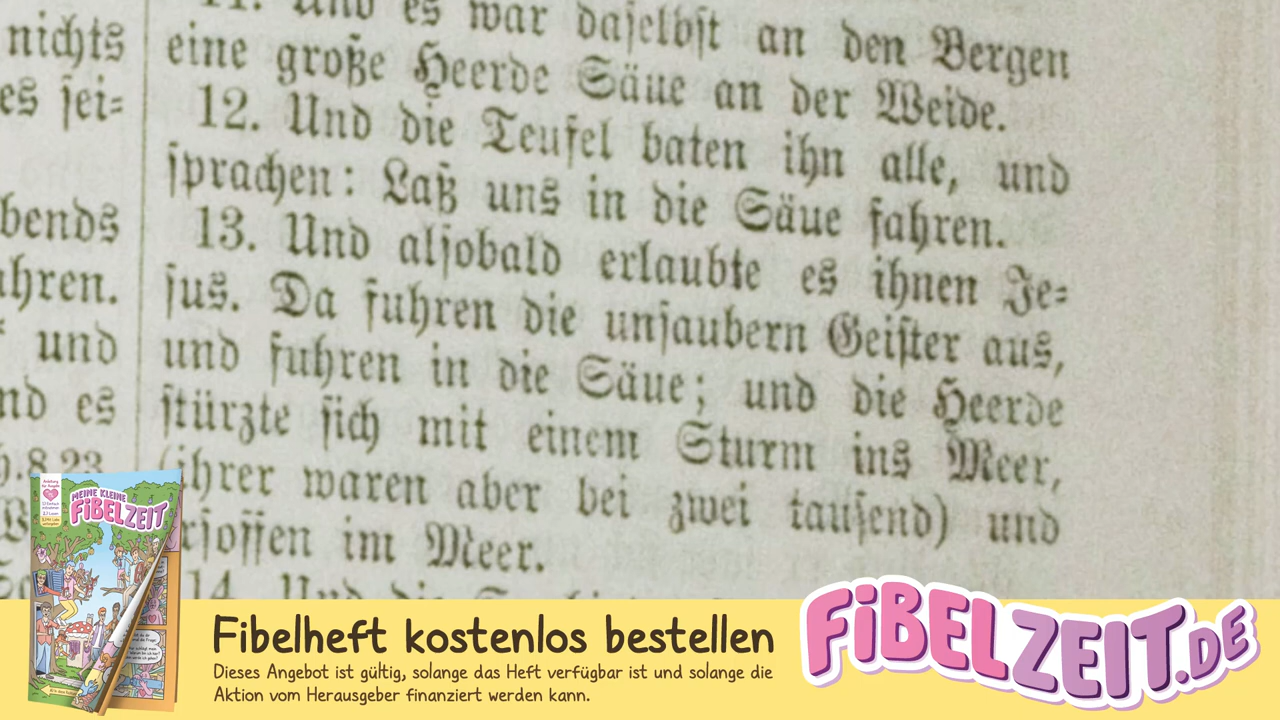 nichts
es sei-
bends
ahren.
und
nd es
11. Und es war daselbst an den Bergen
eine große Heerde Säue an der Weide.
12. Und die Teufel baten ihn alle, und
sprachen: Laß uns in die Säue fahren.
13. Und alsobald erlaubte es ihnen Je-
sus. Da fuhren die unsaubern Geister aus,
und fuhren in die Säue; und die Heerde
stürzte sich mit einem Sturm ins Meer,
(ihrer waren aber bei zwei tausend) und
ersoffen im Meer.
14. Und die
MEINE KLEINE
FiBELZEIT
Fibelheft kostenlos bestellen
Dieses Angebot ist gültig, solange das Heft verfügbar ist und solange die
Aktion vom Herausgeber finanziert werden kann.
FiBELZEIT.DE